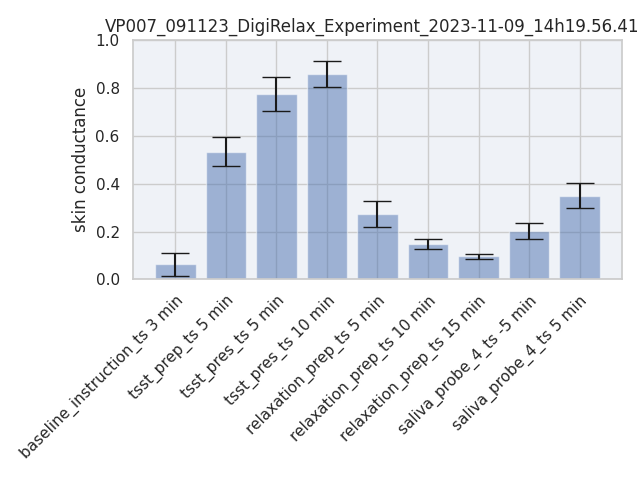 VP007_091123_DigiRelax_Experiment_2023-11-09_14h19.56.41
1.0
0.8
0.6
0.4
0.2
0.0
skin conductance
baseline_instruction_ts 3 min
tsst_prep_ts 5 min
tsst_pres_ts 5 min
tsst_pres_ts 10 min
relaxation_prep_ts 5 min
relaxation_prep_ts 10 min
relaxation_prep_ts 15 min
saliva_probe_4_ts -5 min
saliva_probe_4_ts 5 min